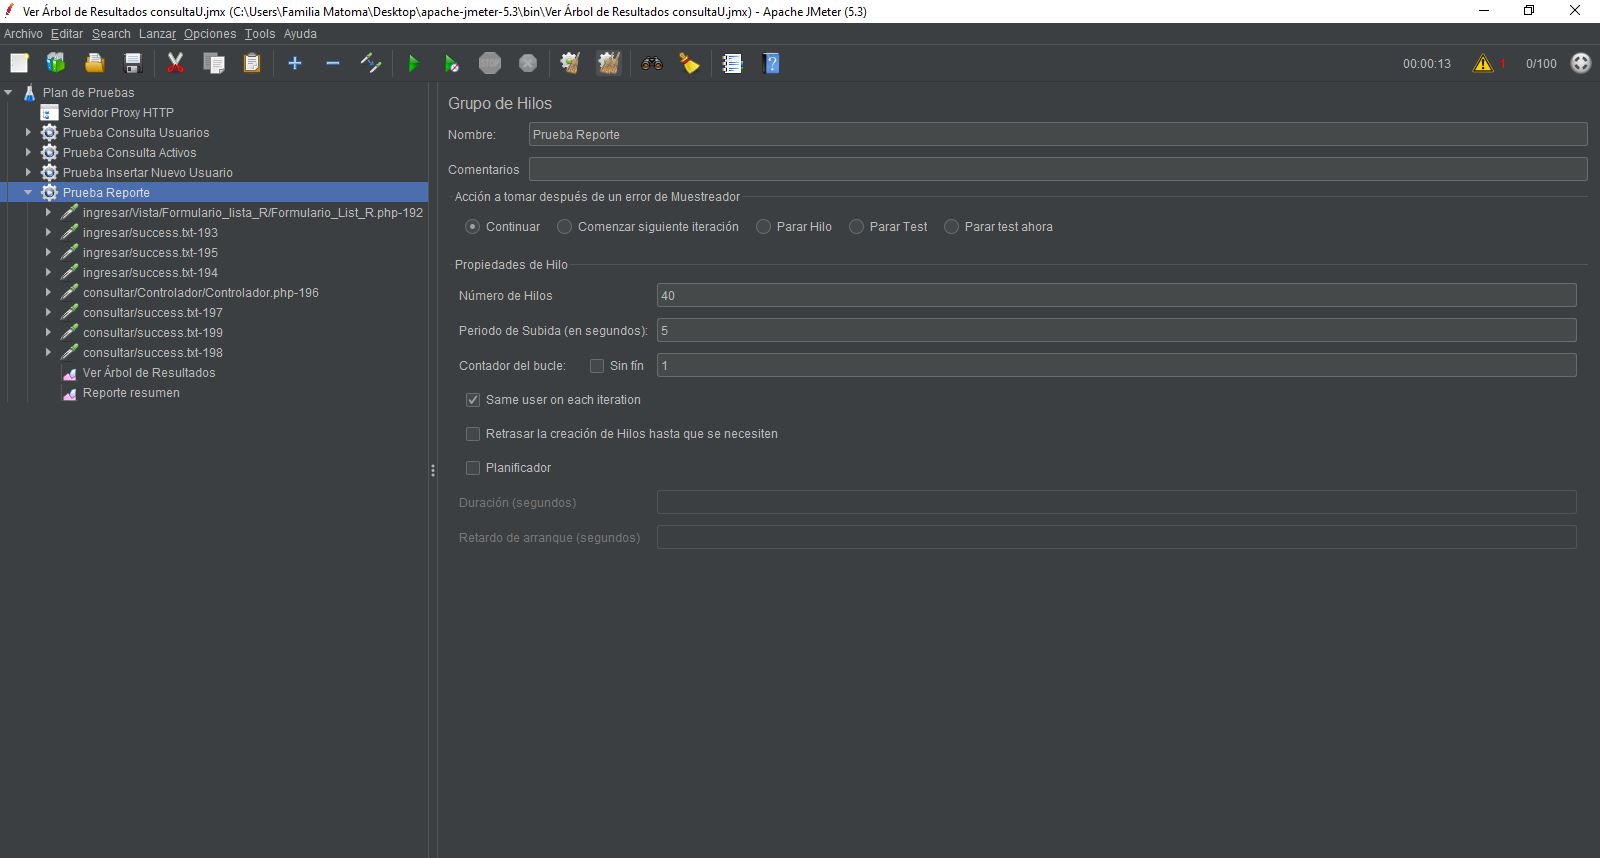 Ver Árbol de Resultados consultaU.jmx (C:\Users\Familia Matoma\Desktop\apache-jmeter-5.3\bin\Ver Árbol de Resultados consultaU.jmx) - Apache JMeter (5.3)
Archivo Editar Search Lanzar Opciones Tools Ayuda
STOP 00:00:13 1 0/100
Plan de Pruebas
Servidor Proxy HTTP
Prueba Consulta Usuarios
Prueba Consulta Activos
Prueba Insertar Nuevo Usuario
Prueba Reporte
ingresar/Vista/Formulario_lista_R/Formulario_List_R.php-192
ingresar/success.txt-193
ingresar/success.txt-195
ingresar/success.txt-194
consultar/Controlador/Controlador.php-196
consultar/success.txt-197
consultar/success.txt-199
consultar/success.txt-198
Ver Árbol de Resultados
Reporte resumen
Grupo de Hilos
Nombre: Prueba Reporte
Comentarios
Acción a tomar después de un error de Muestreador
Continuar Comenzar siguiente iteración Parar Hilo Parar Test Parar test ahora
Propiedades de Hilo
Número de Hilos 40
Periodo de Subida (en segundos): 5
Contador del bucle: Sin fín 1
Same user on each iteration
Retrasar la creación de Hilos hasta que se necesiten
Planificador
Duración (segundos)
Retardo de arranque (segundos)